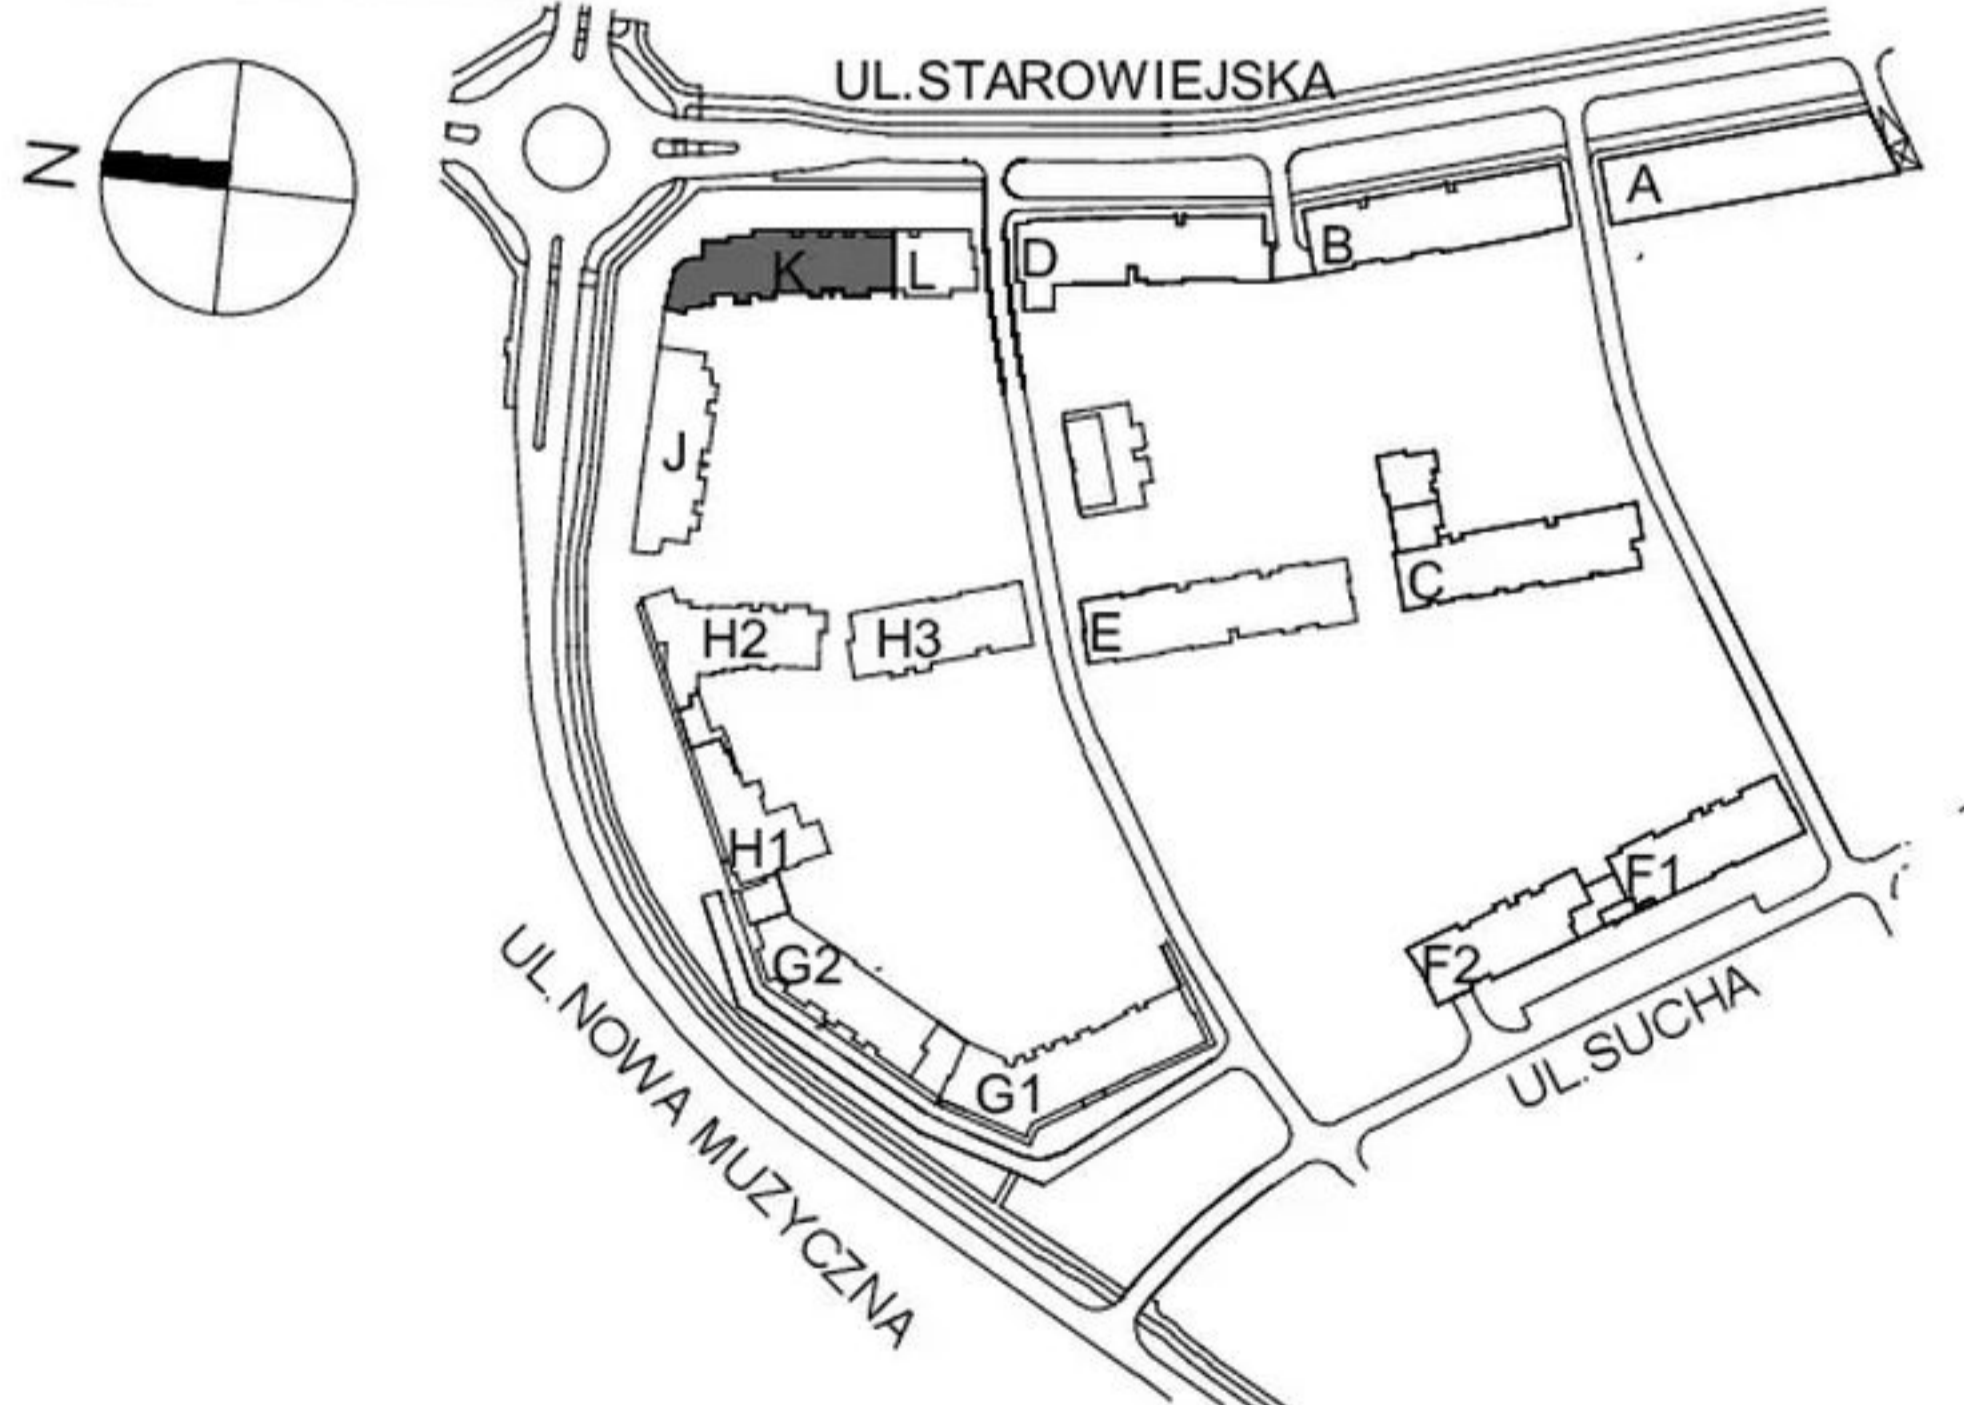 UL.STAROWIEJSKA
N
A
B
D
K
L
J
C
H2
H3
E
H1
F1
G2
F2
G1
UL.SUCHA
UL. NOWA MUZYCZNA